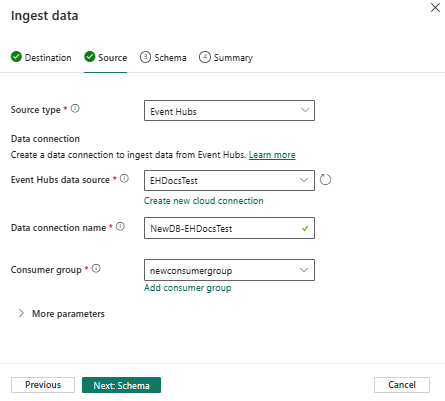 Ingest data
Destination
Source
3 Schema
4 Summary
Source type *
Event Hubs
Data connection
Create a data connection to ingest data from Event Hubs. Learn more
Event Hubs data source *
EHDocsTest
Create new cloud connection
Data connection name *
NewDB-EHDocsTest
Consumer group *
newconsumergroup
Add consumer group
More parameters
Previous
Next: Schema
Cancel